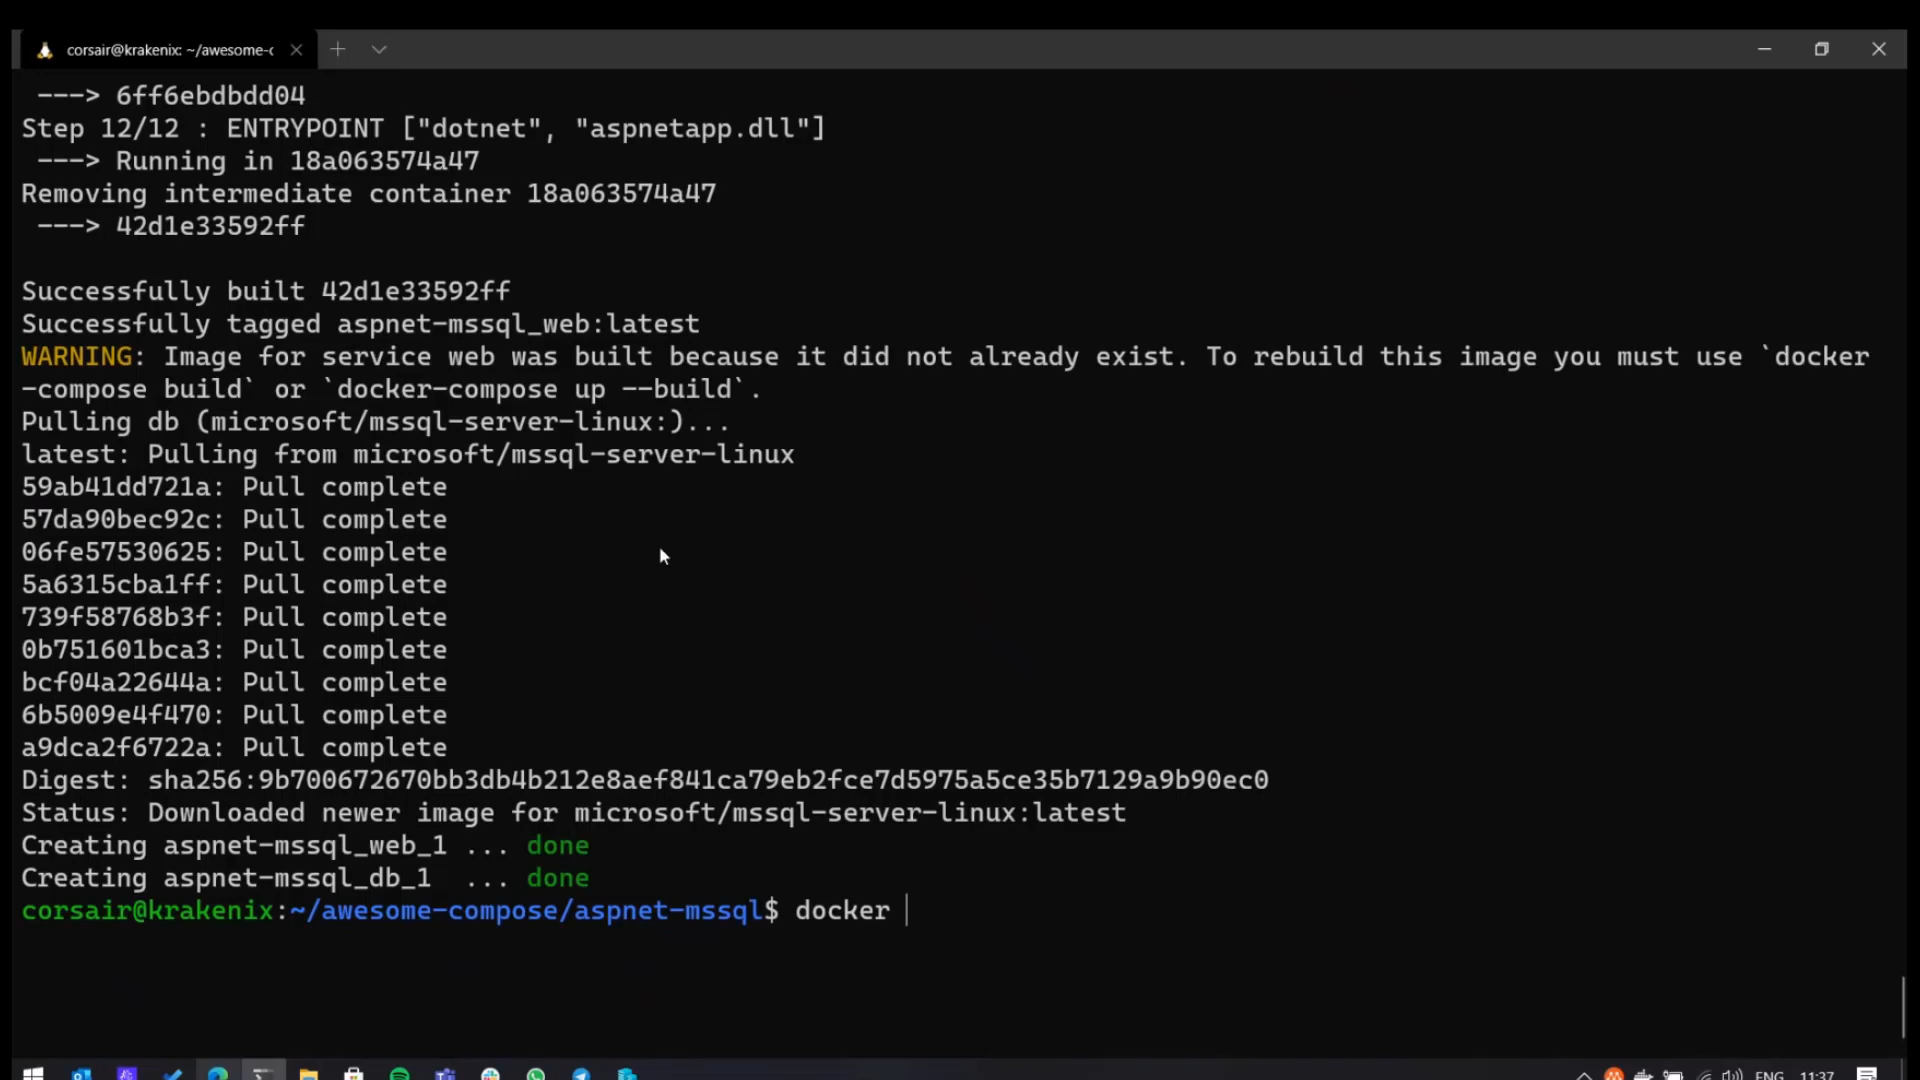 corsair@krakenix: ~/awesome-c
---> 6ff6ebdbdd04
Step 12/12 : ENTRYPOINT ["dotnet", "aspnetapp.dll"]
---> Running in 18a063574a47
Removing intermediate container 18a063574a47
---> 42d1e33592ff
Successfully built 42d1e33592ff
Successfully tagged aspnet-mssql_web:latest
WARNING: Image for service web was built because it did not already exist. To rebuild this image you must use `docker
-compose build` or `docker-compose up --build`.
Pulling db (microsoft/mssql-server-linux:)...
latest: Pulling from microsoft/mssql-server-linux
59ab41dd721a: Pull complete
57da90bec92c: Pull complete
06fe57530625: Pull complete
5a6315cba1ff: Pull complete
739f58768b3f: Pull complete
0b751601bca3: Pull complete
bcf04a22644a: Pull complete
6b5009e4f470: Pull complete
a9dca2f6722a: Pull complete
Digest: sha256:9b700672670bb3db4b212e8aef841ca79eb2fce7d5975a5ce35b7129a9b90ec0
Status: Downloaded newer image for microsoft/mssql-server-linux:latest
Creating aspnet-mssql_web_1 ... done
Creating aspnet-mssql_db_1  ... done
corsair@krakenix:~/awesome-compose/aspnet-mssql$ docker
ENG 11:37